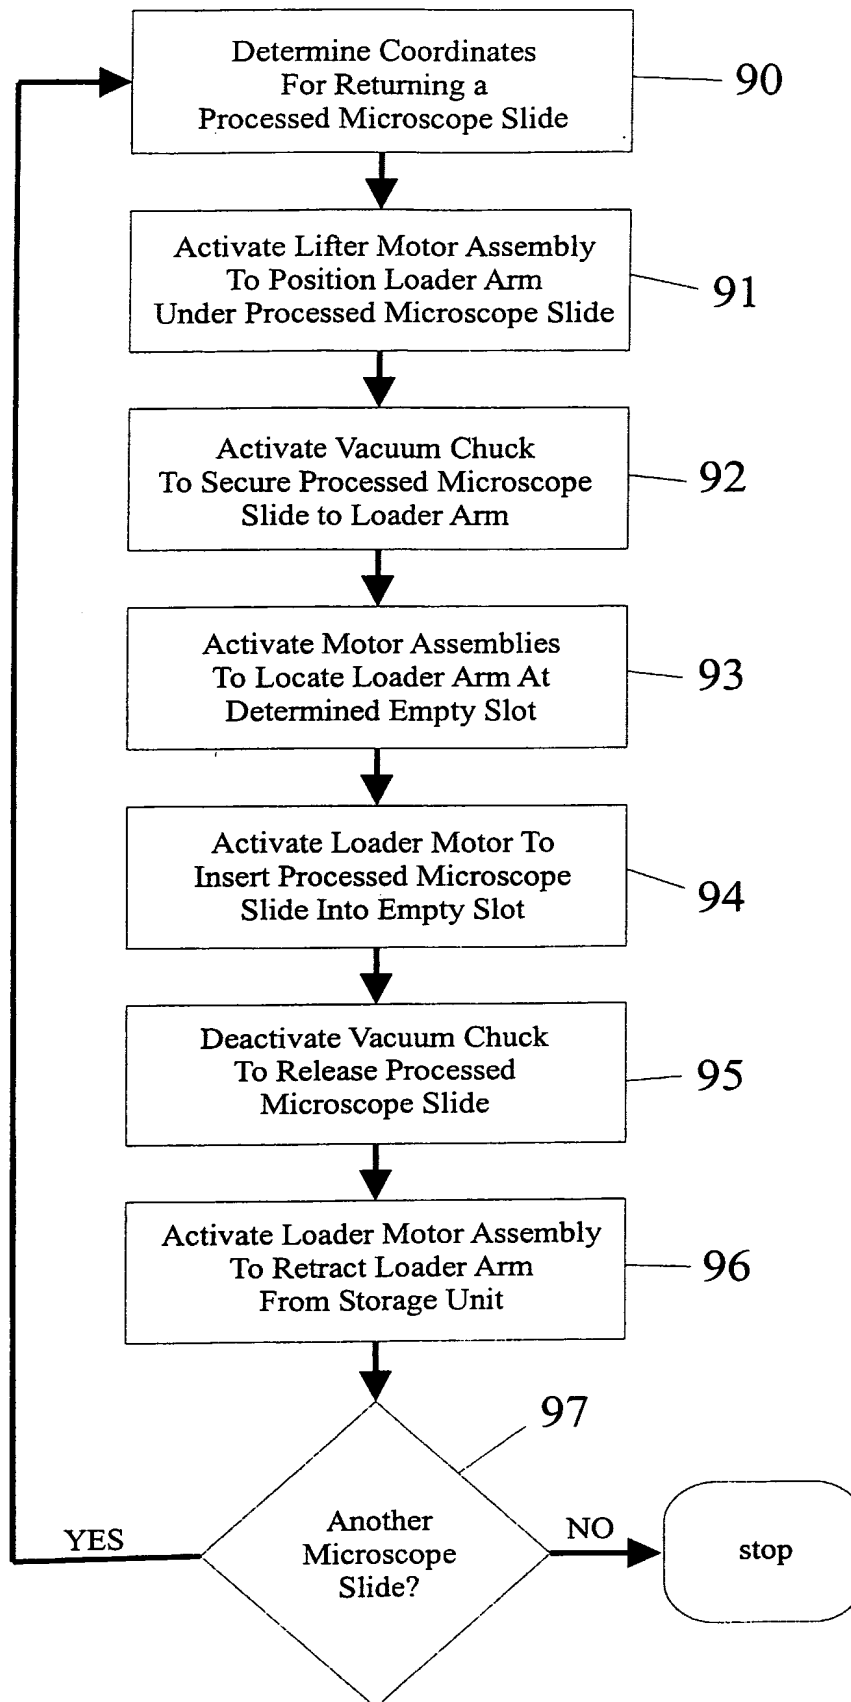 Determine Coordinates
For Returning a
Processed Microscope Slide
90
Activate Lifter Motor Assembly
To Position Loader Arm
Under Processed Microscope Slide
91
Activate Vacuum Chuck
To Secure Processed Microscope
Slide to Loader Arm
92
Activate Motor Assemblies
To Locate Loader Arm At
Determined Empty Slot
93
Activate Loader Motor To
Insert Processed Microscope
Slide Into Empty Slot
94
Deactivate Vacuum Chuck
To Release Processed
Microscope Slide
95
Activate Loader Motor Assembly
To Retract Loader Arm
From Storage Unit
96
97
Another
Microscope
Slide?
YES
NO
stop